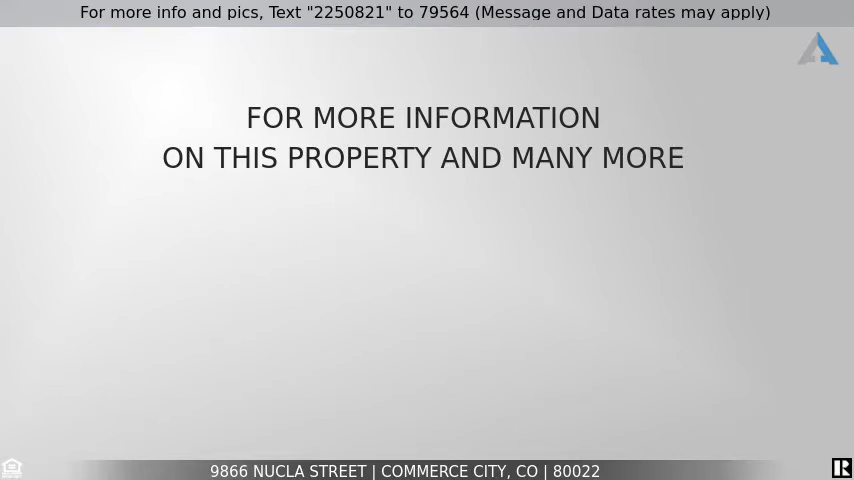 For more info and pics, Text "2250821" to 79564 (Message and Data rates may apply)
FOR MORE INFORMATION
ON THIS PROPERTY AND MANY MORE
9866 NUCLA STREET | COMMERCE CITY, CO | 80022